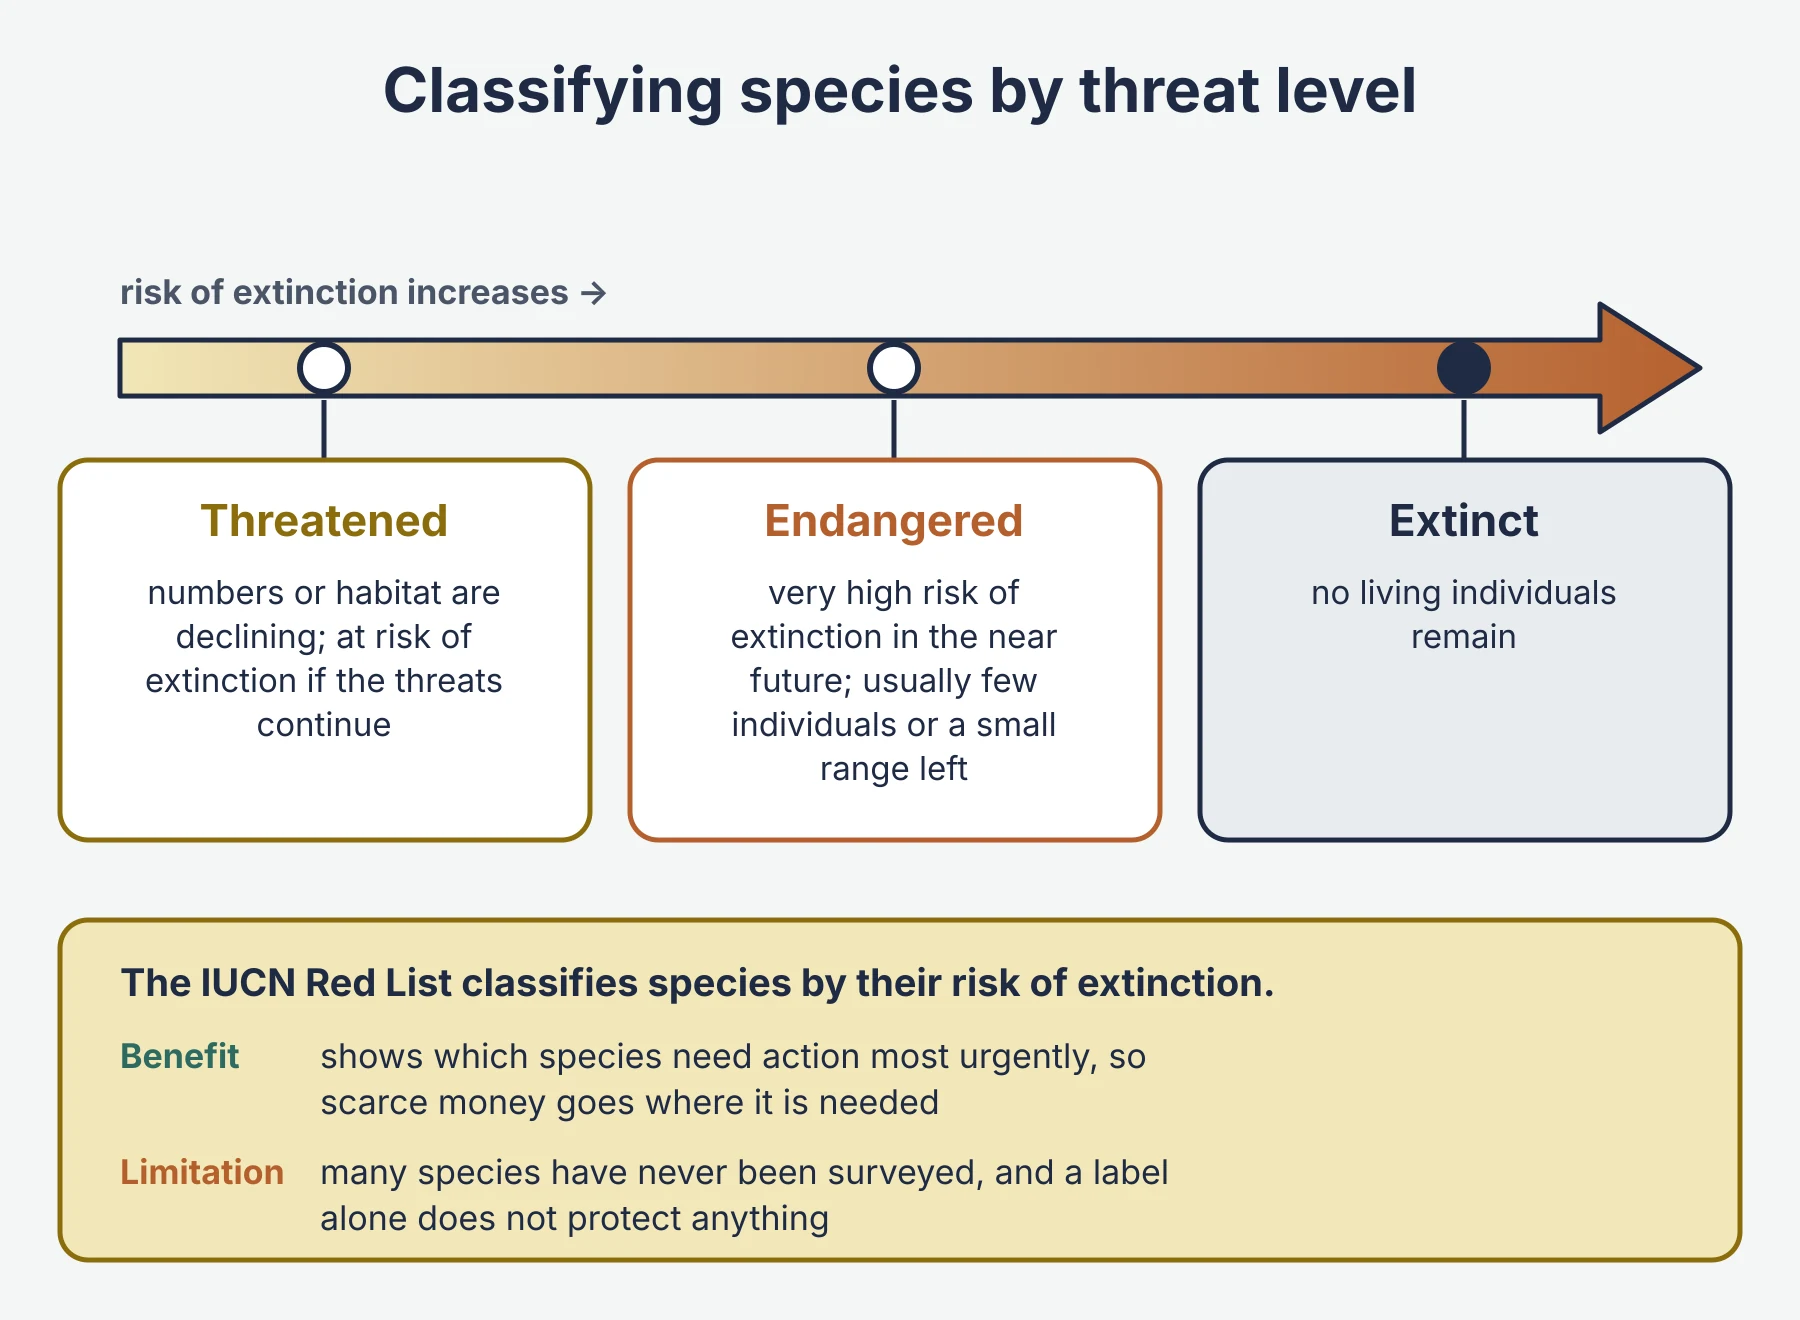 Classifying species by threat level
risk of extinction increases →
Threatened
numbers or habitat are
declining; at risk of
extinction if the threats
continue
Endangered
very high risk of
extinction in the near
future; usually few
individuals or a small
range left
Extinct
no living individuals
remain
The IUCN Red List classifies species by their risk of extinction.
Benefit shows which species need action most urgently, so
scarce money goes where it is needed
Limitation many species have never been surveyed, and a label
alone does not protect anything